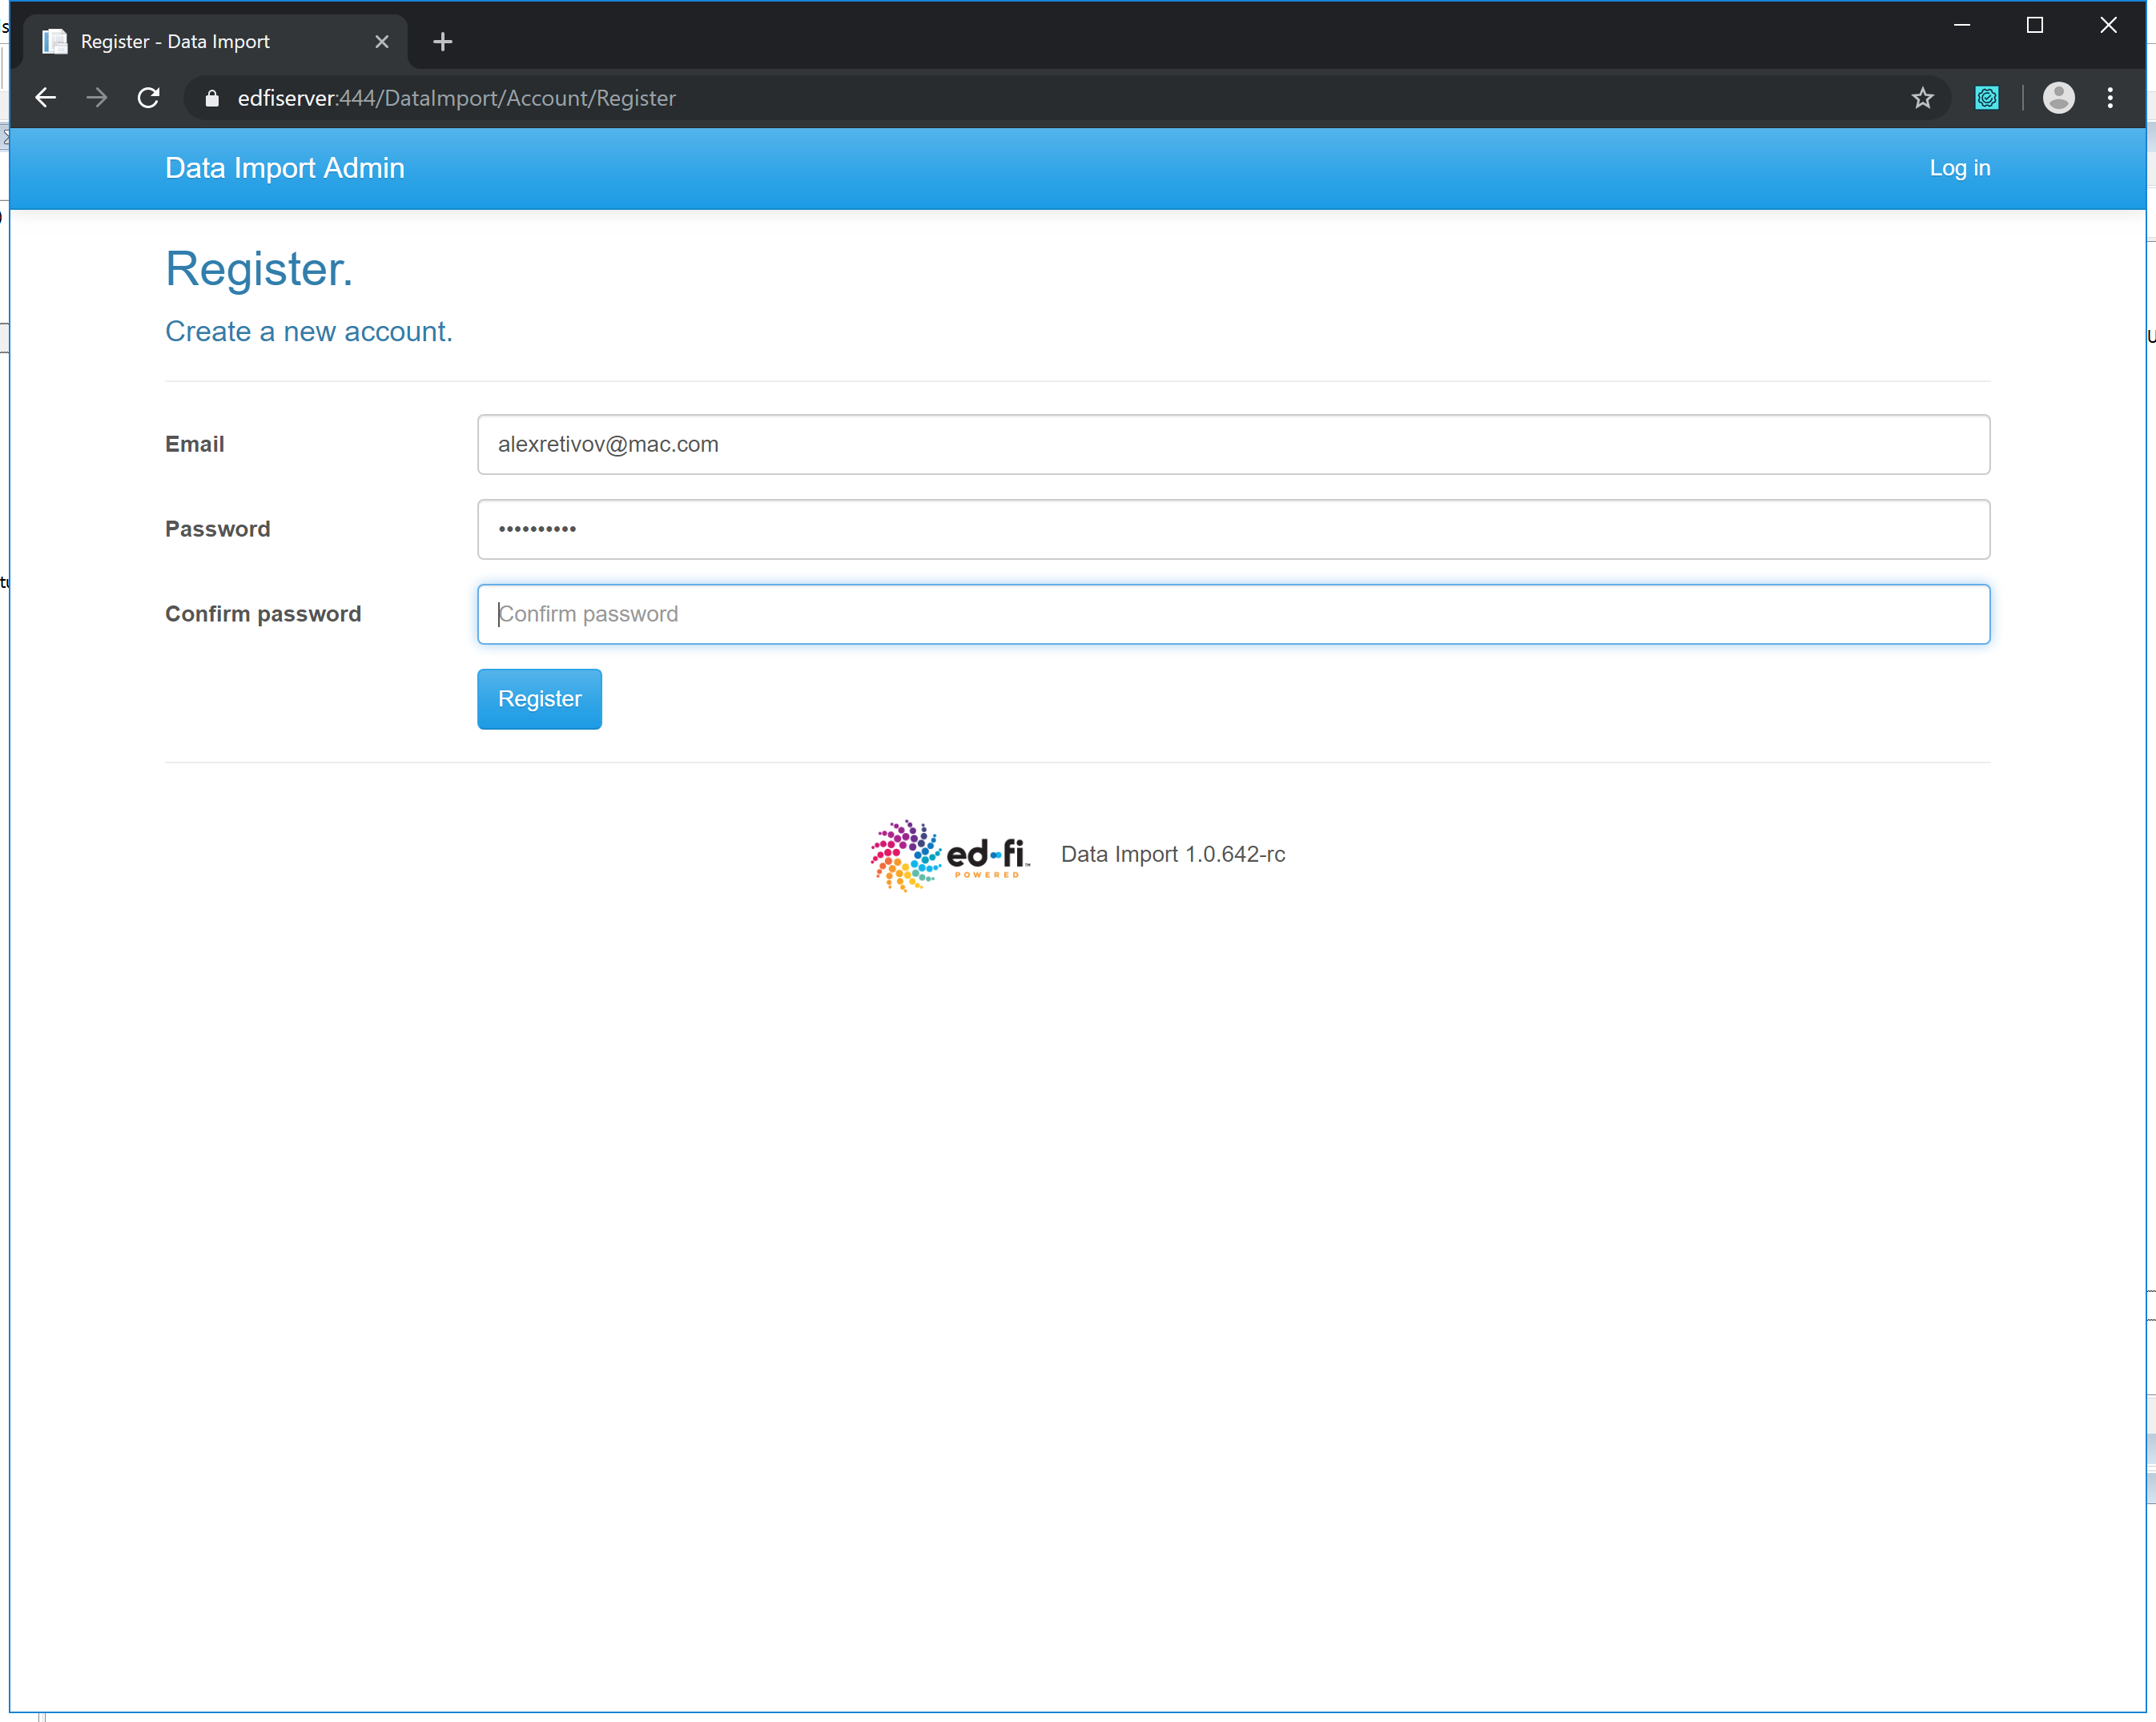 Register - Data Import
edfiserver:444/DataImport/Account/Register
Data Import Admin
Log in
Register.
Create a new account.
Email
alexretivov@mac.com
Password
••••••••••
Confirm password
Confirm password
Register
ed-fi™
POWERED
Data Import 1.0.642-rc